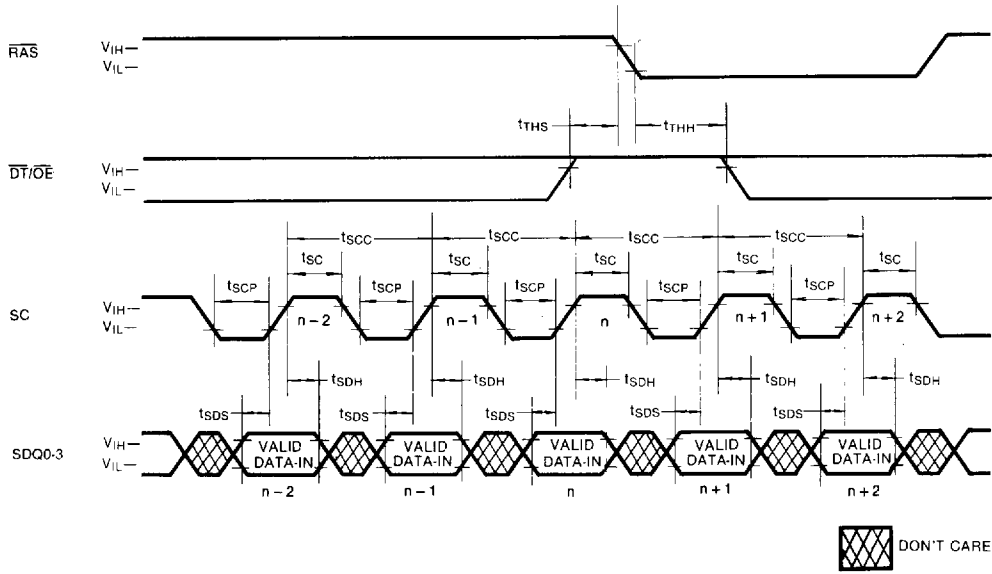 RAS
VIH
VIL
tTHS tTHH
DT/OE
VIH
VIL
tSCC tSCC tSCC tSCC
tSC tSC tSC tSC tSC
tSCP tSCP tSCP tSCP tSCP
SC
VIH
VIL
n-2 n-1 n n+1 n+2
tSDH tSDH tSDH tSDH tSDH
tSDS tSDS tSDS tSDS tSDS
SDQ0-3
VIH
VIL
VALID DATA-IN VALID DATA-IN VALID DATA-IN VALID DATA-IN VALID DATA-IN
n-2 n-1 n n+1 n+2
DON'T CARE